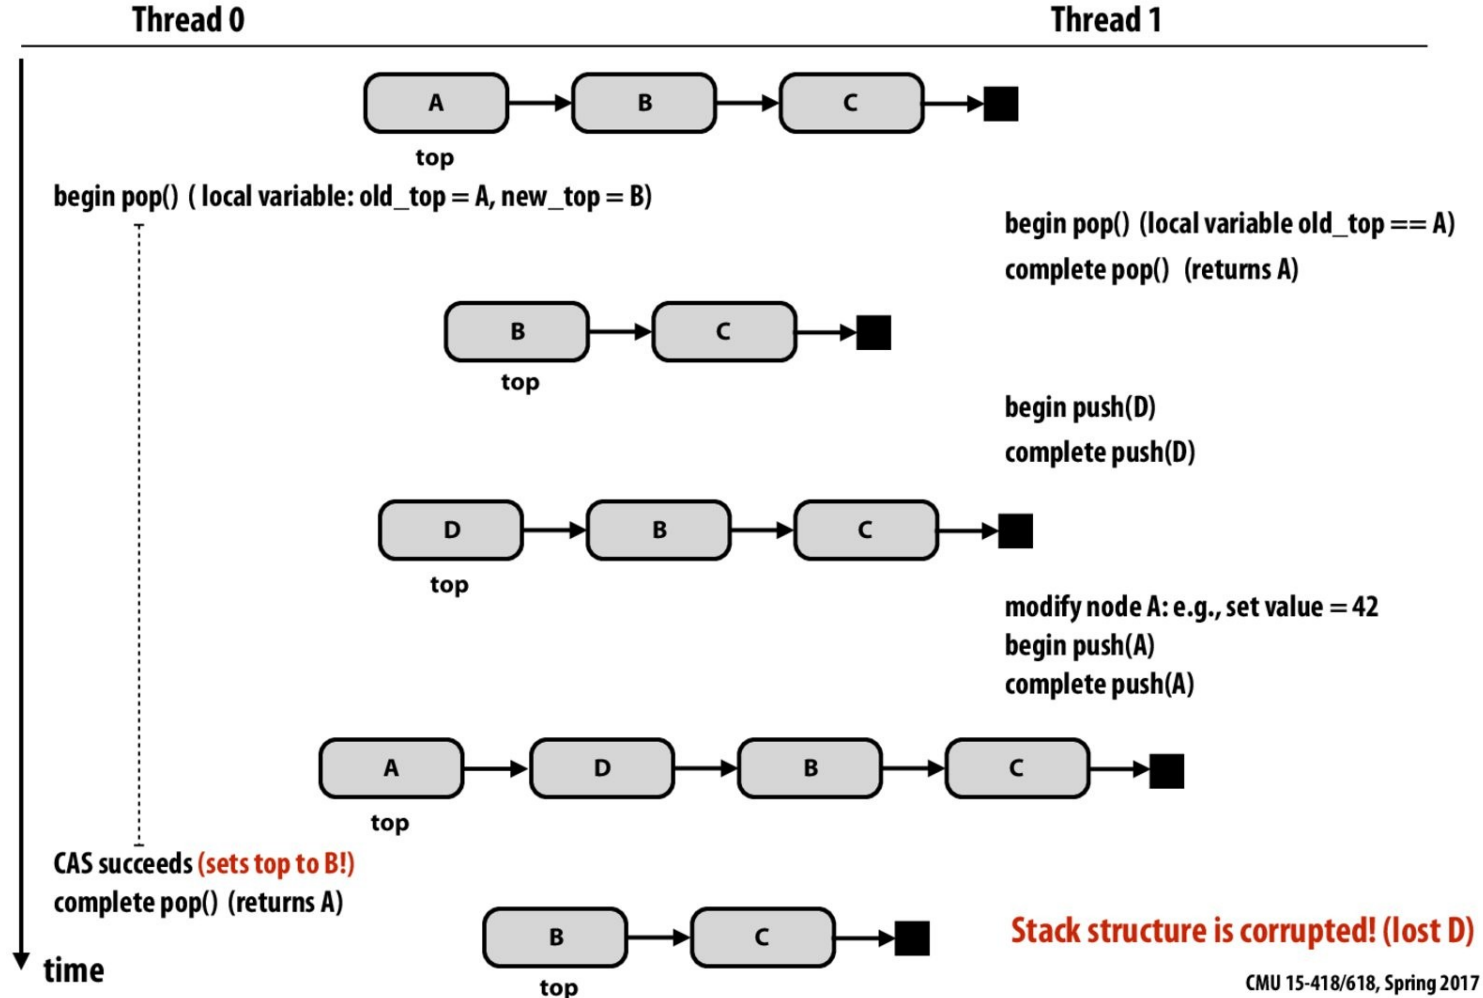 Thread 0
Thread 1
A
B
C
top
begin pop() ( local variable: old_top = A, new_top = B)
begin pop() (local variable old_top == A)
complete pop() (returns A)
B
C
top
begin push(D)
complete push(D)
D
B
C
top
modify node A: e.g., set value = 42
begin push(A)
complete push(A)
A
D
B
C
top
CAS succeeds (sets top to B!)
complete pop() (returns A)
B
C
top
Stack structure is corrupted! (lost D)
time
CMU 15-418/618, Spring 2017